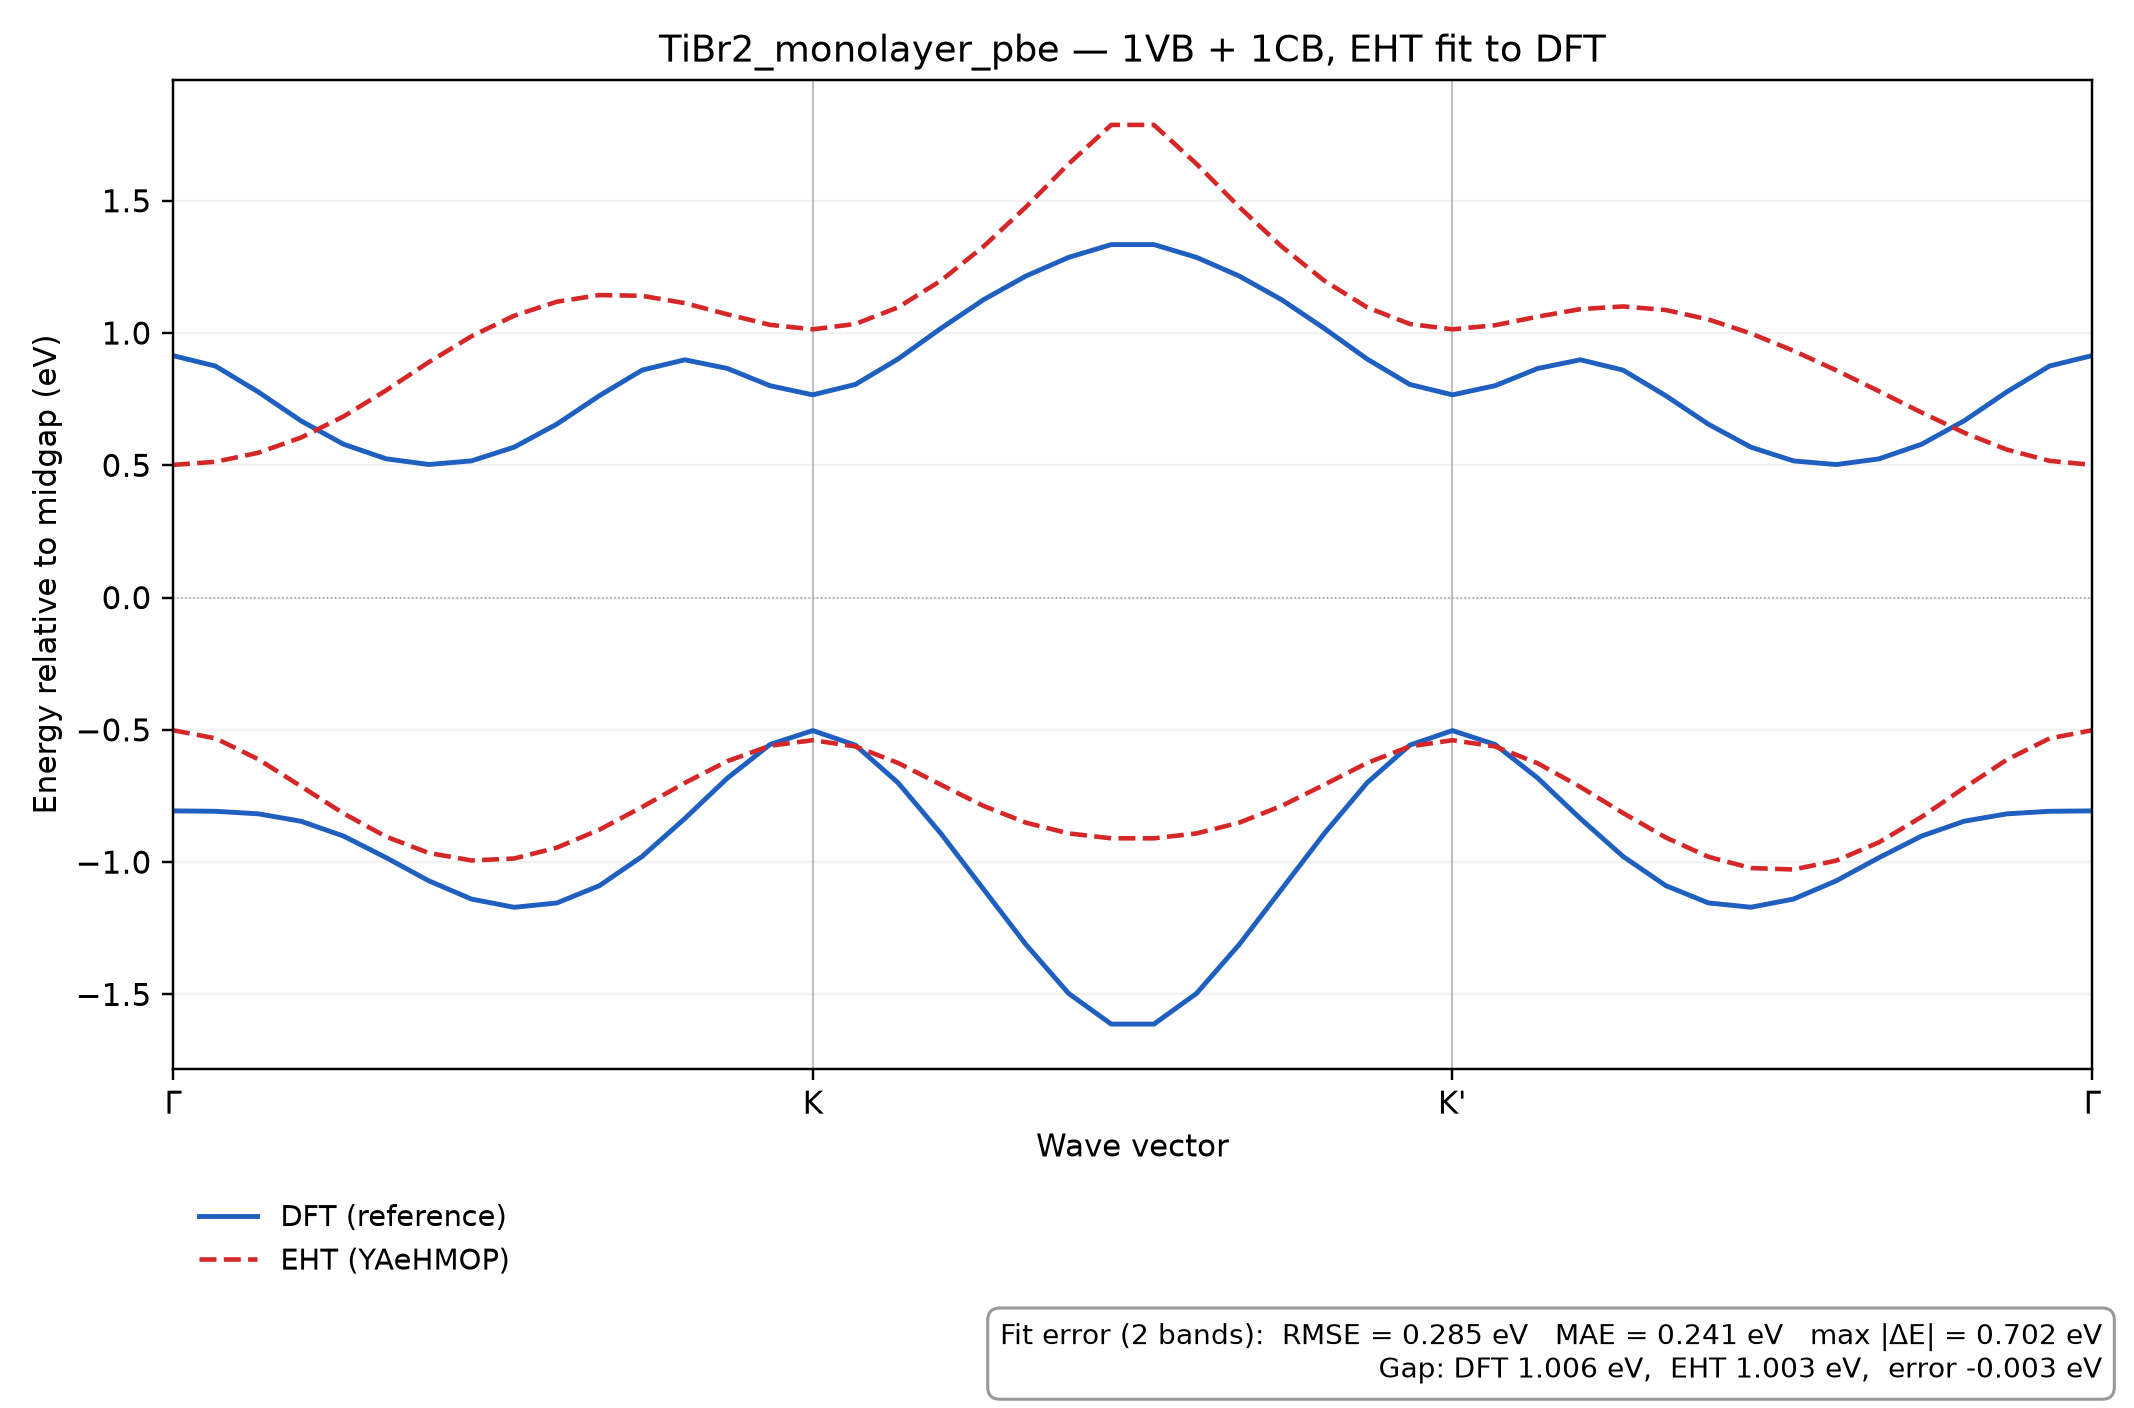 TiBr2_monolayer_pbe — 1VB + 1CB, EHT fit to DFT
Energy relative to midgap (eV)
1.5
1.0
0.5
0.0
−0.5
−1.0
−1.5
Γ K K' Γ
Wave vector
DFT (reference)
EHT (YAeHMOP)
Fit error (2 bands): RMSE = 0.285 eV MAE = 0.241 eV max |ΔE| = 0.702 eV
Gap: DFT 1.006 eV, EHT 1.003 eV, error -0.003 eV